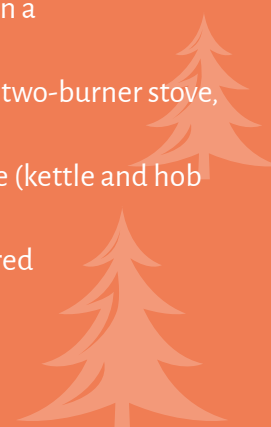 n a
two-burner stove,
e (kettle and hob
red